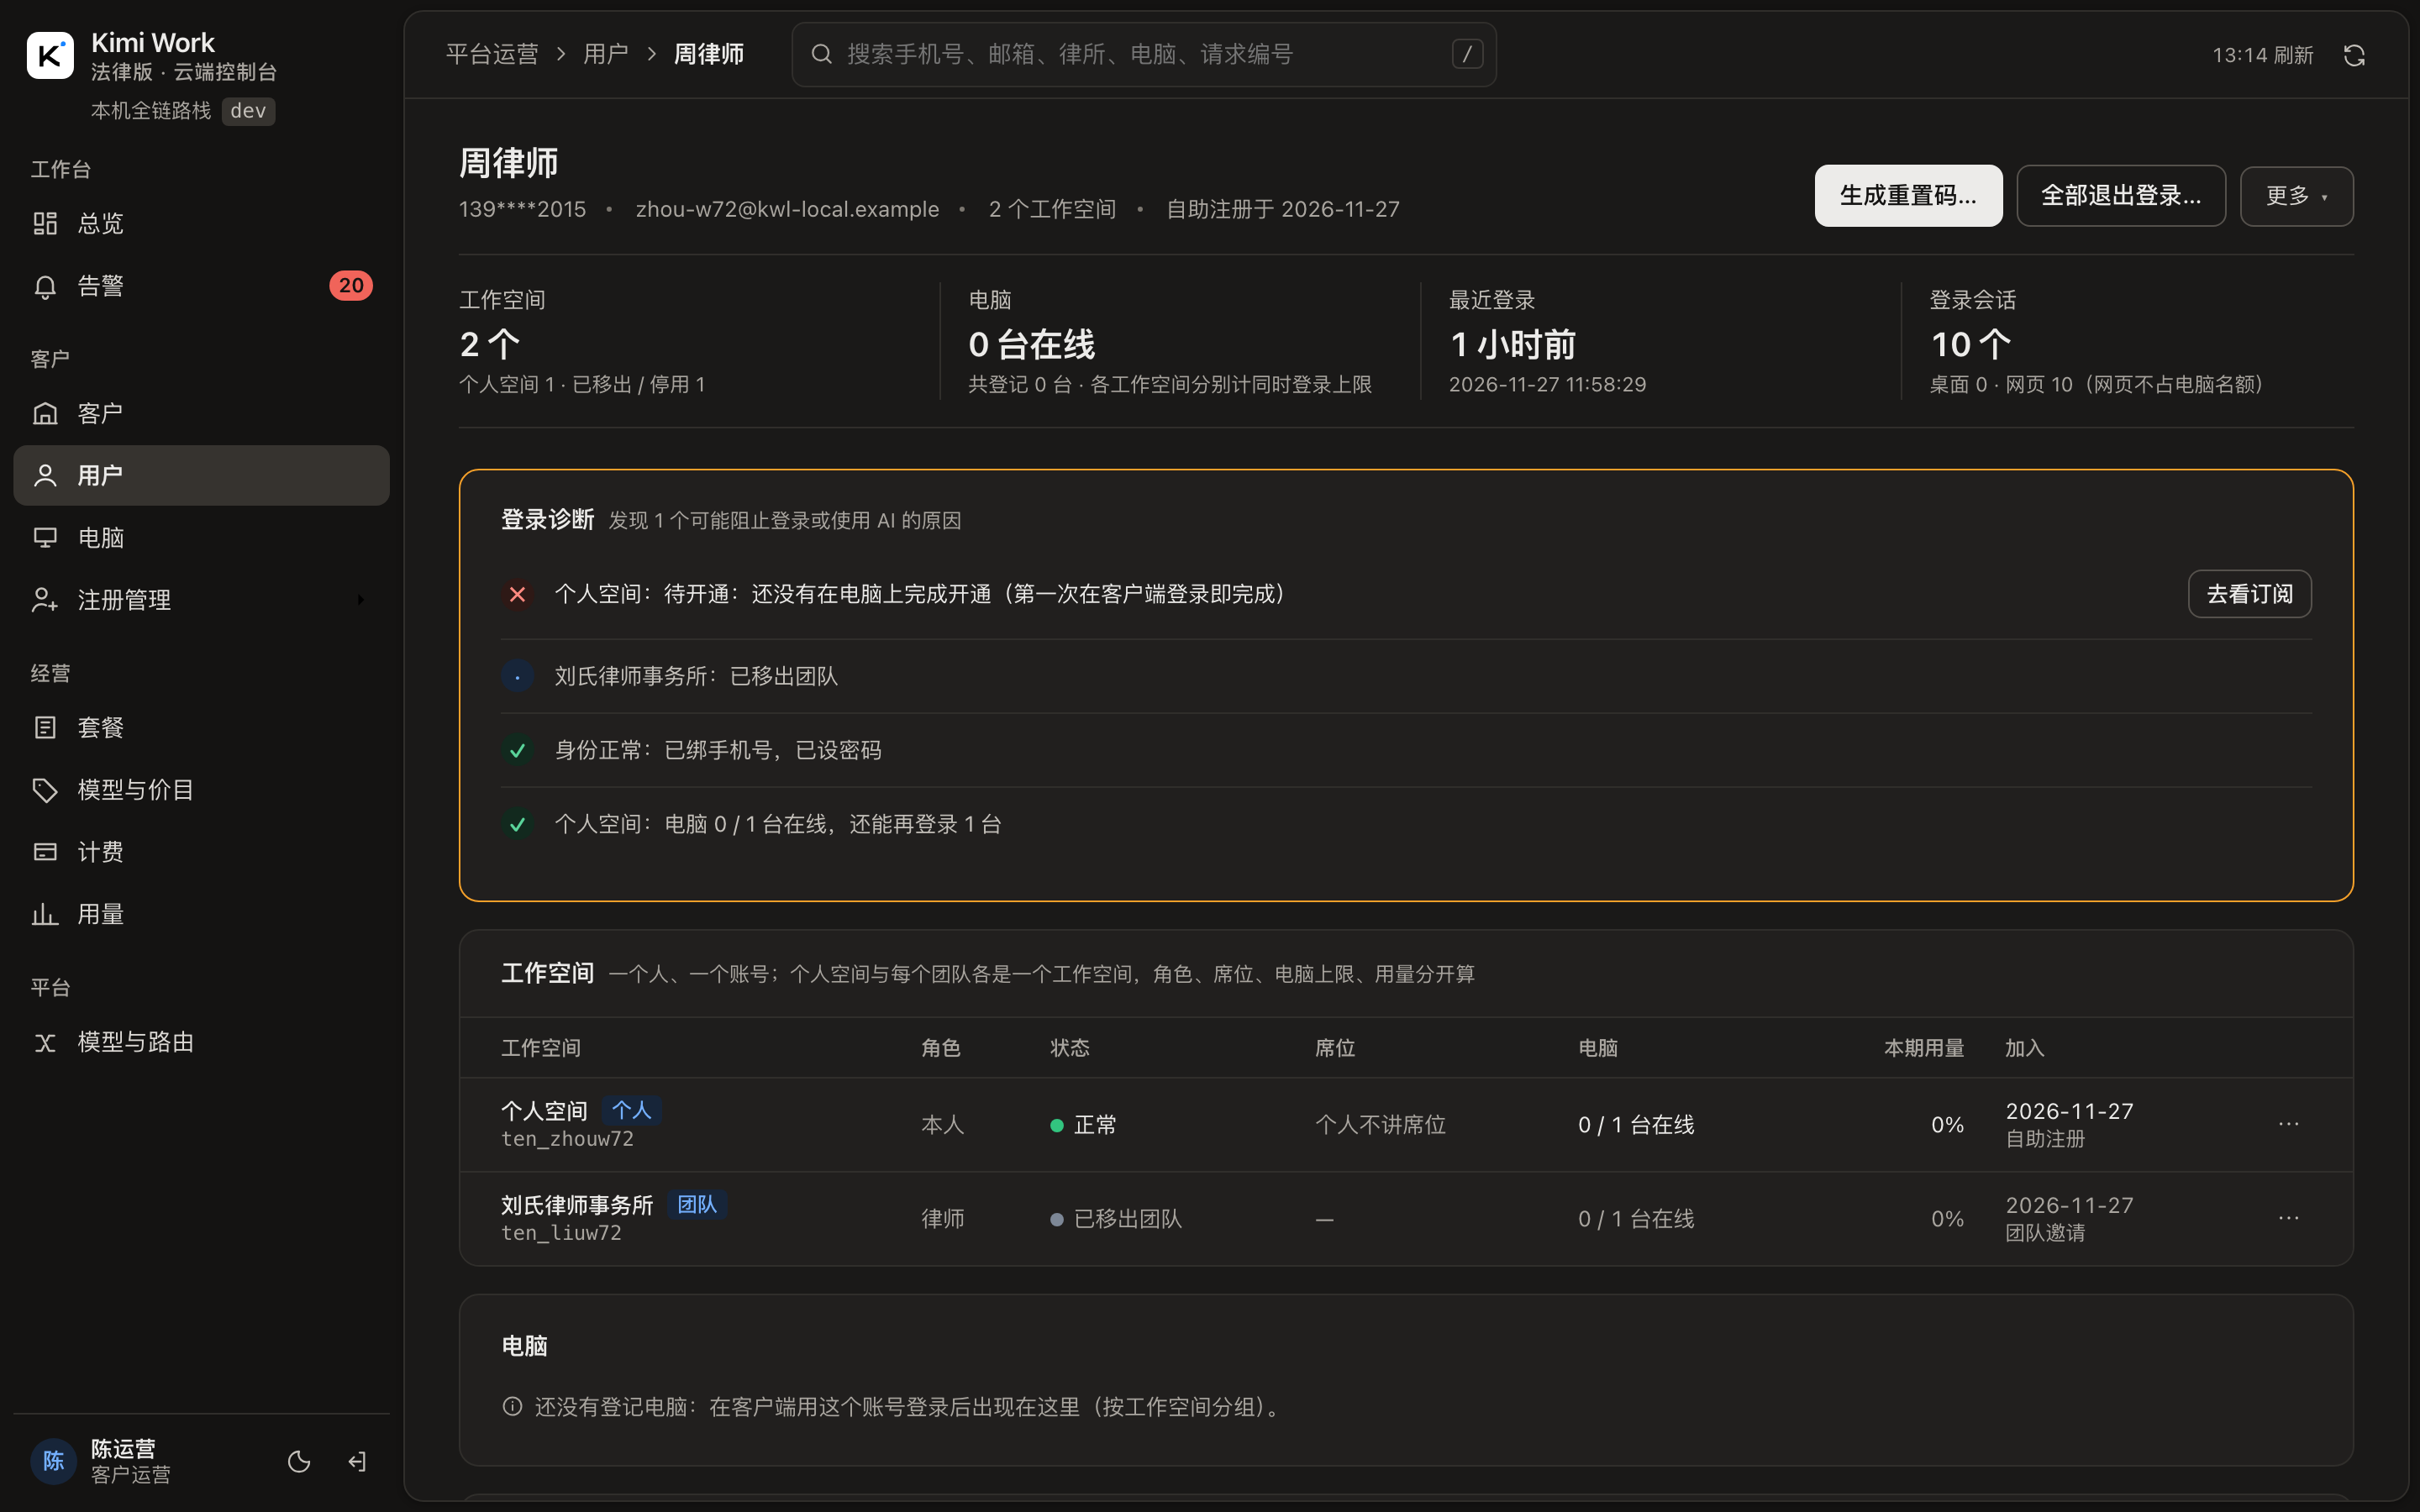 Kimi Work
法律版 · 云端控制台
本机全链路栈 dev
工作台
总览
告警 20
客户
客户
用户
电脑
注册管理
经营
套餐
模型与价目
计费
用量
平台
模型与路由
陈 陈运营
客户运营
平台运营 > 用户 > 周律师
搜索手机号、邮箱、律所、电脑、请求编号 /
13:14 刷新
周律师
139****2015 • zhou-w72@kwl-local.example • 2 个工作空间 • 自助注册于 2026-11-27
生成重置码... 全部退出登录... 更多
工作空间
2 个
个人空间 1 · 已移出 / 停用 1
电脑
0 台在线
共登记 0 台 · 各工作空间分别计同时登录上限
最近登录
1 小时前
2026-11-27 11:58:29
登录会话
10 个
桌面 0 · 网页 10（网页不占电脑名额）
登录诊断 发现 1 个可能阻止登录或使用 AI 的原因
个人空间：待开通：还没有在电脑上完成开通（第一次在客户端登录即完成） 去看订阅
刘氏律师事务所：已移出团队
身份正常：已绑手机号，已设密码
个人空间：电脑 0 / 1 台在线，还能再登录 1 台
工作空间 一个人、一个账号；个人空间与每个团队各是一个工作空间，角色、席位、电脑上限、用量分开算
工作空间 角色 状态 席位 电脑 本期用量 加入
个人空间 个人 本人 正常 个人不讲席位 0 / 1 台在线 0% 2026-11-27 ...
ten_zhouw72 自助注册
刘氏律师事务所 团队 律师 已移出团队 — 0 / 1 台在线 0% 2026-11-27 ...
ten_liuw72 团队邀请
电脑
还没有登记电脑：在客户端用这个账号登录后出现在这里（按工作空间分组）。